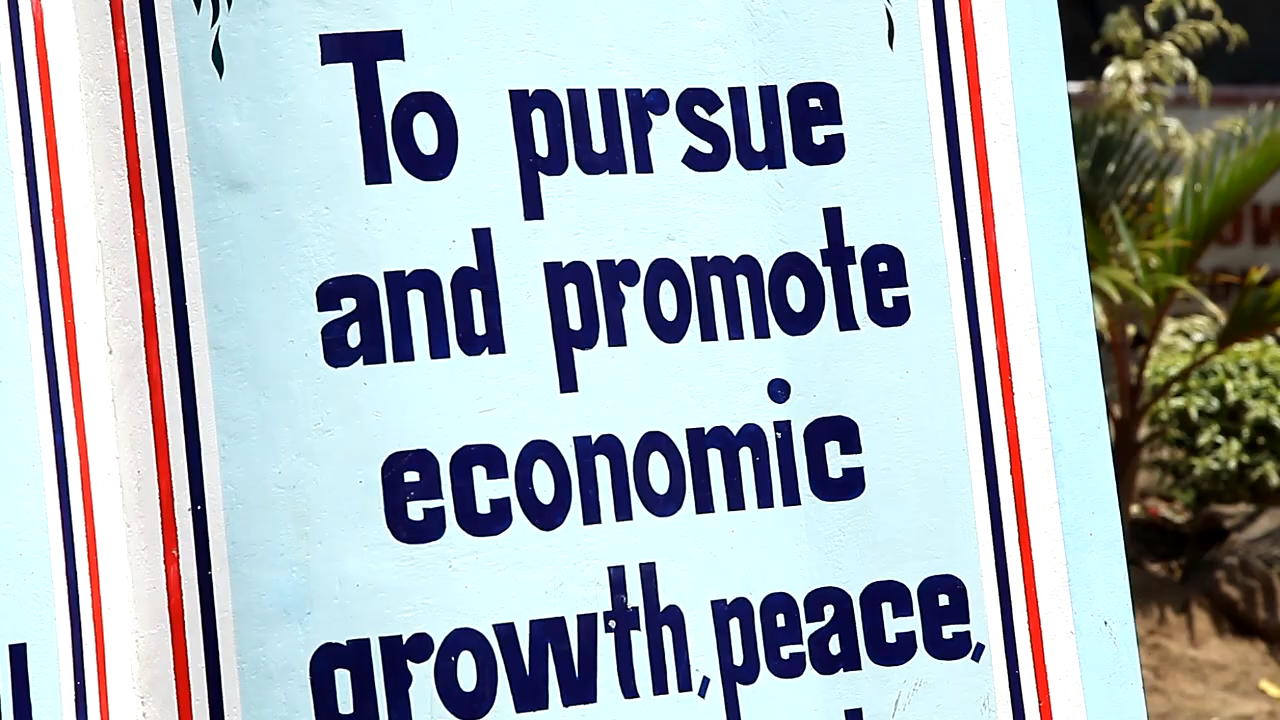 To pursue
and promote
economic
growth, peace,